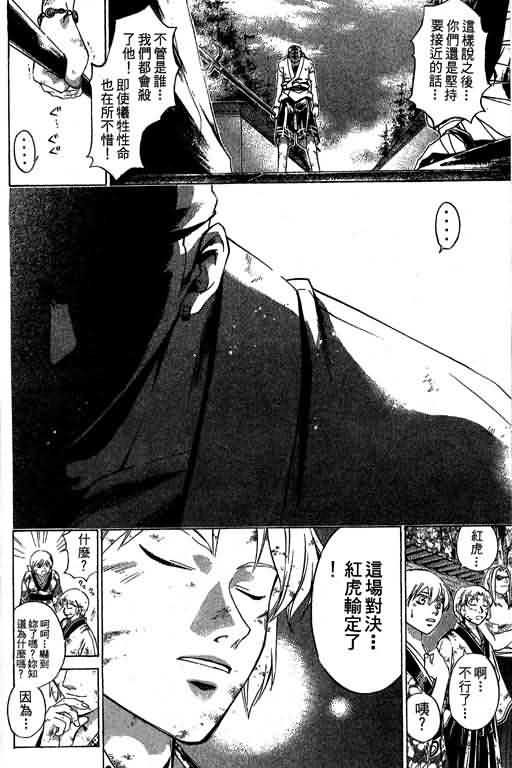 這樣說之後…
你們還是堅持
要接近的話…
不管是誰…
我們都會殺
了他！即使犧牲性命
也在所不惜！
ぐぐ…
ぐ…
…
…
紅虎…
啊…
不行了…
咦？
這場對決…
紅虎輸定了
！
什麼？
呵呵…嚇到
妳了嗎？妳知
道為什麼嗎？
因為…